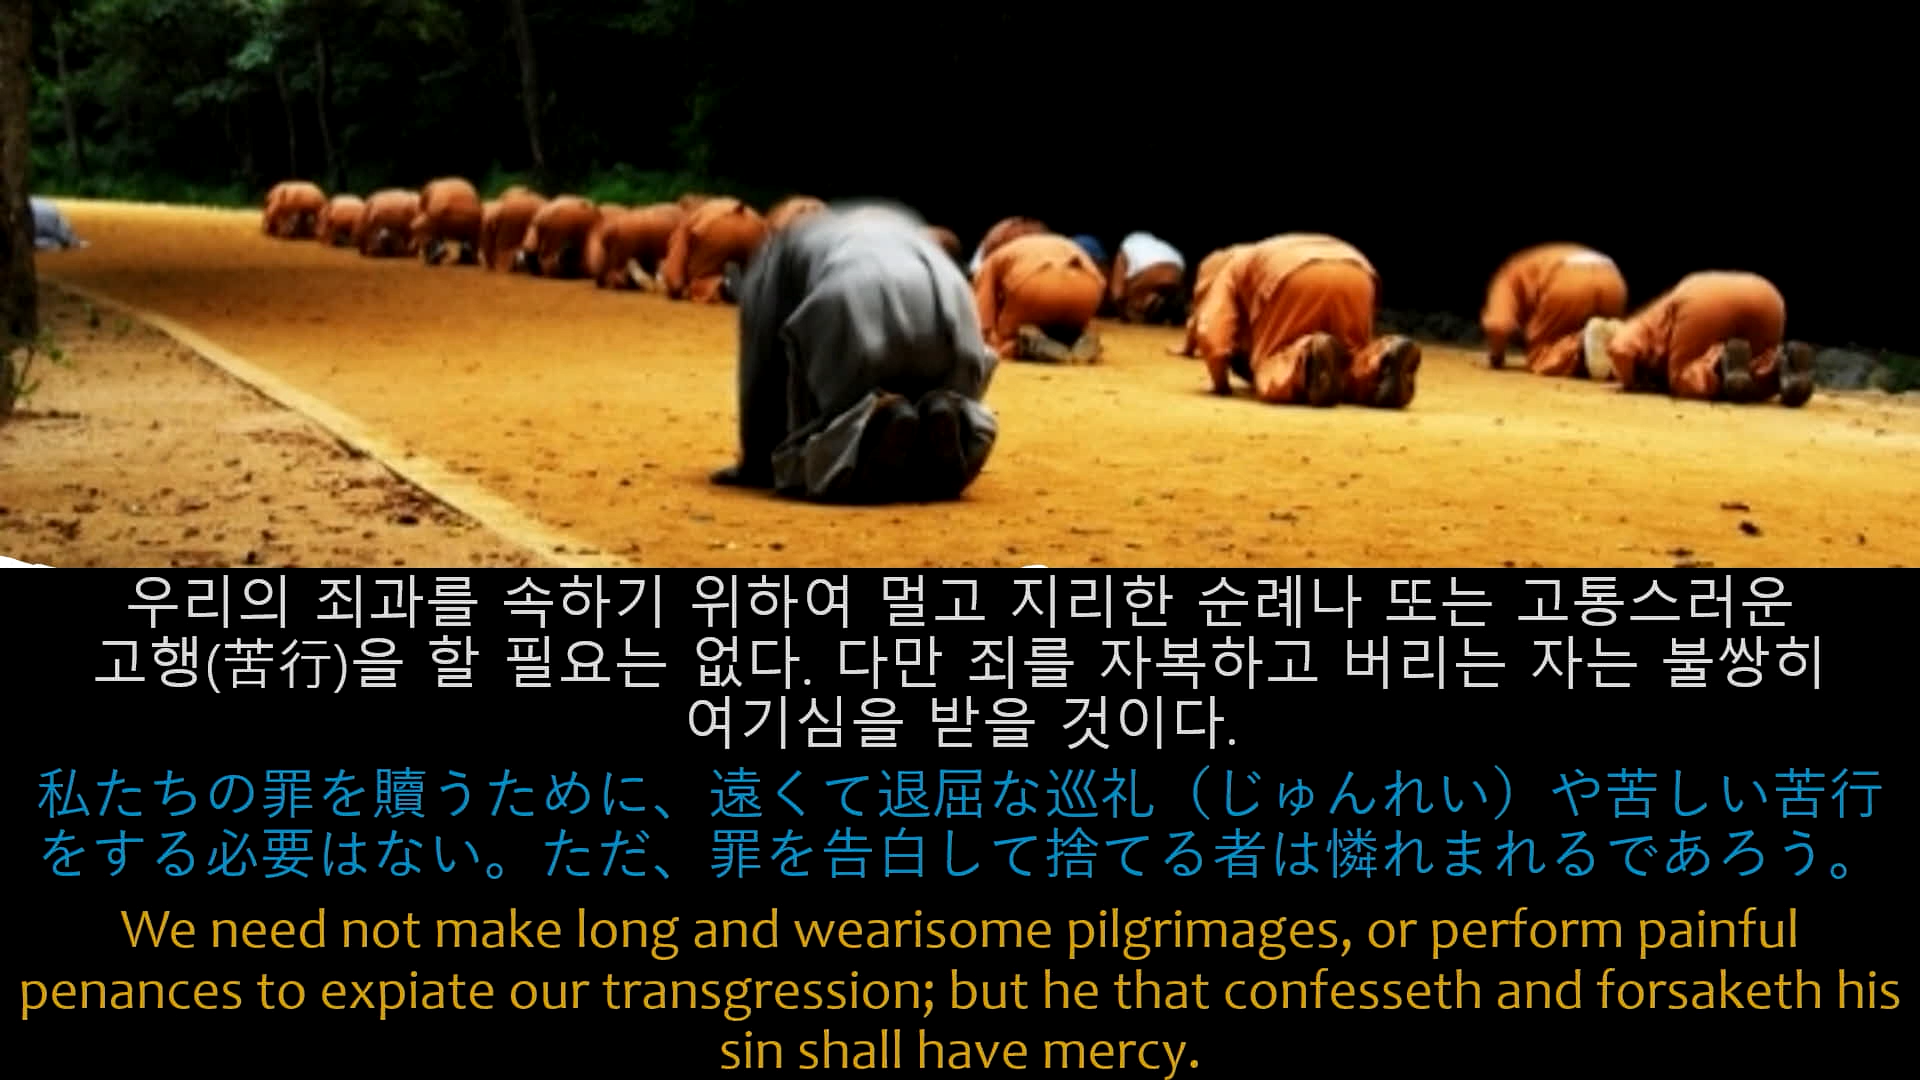 우리의 죄과를 속하기 위하여 멀고 지리한 순례나 또는 고통스러운
고행(苦行)을 할 필요는 없다. 다만 죄를 자복하고 버리는 자는 불쌍히
여기심을 받을 것이다.
私たちの罪を贖うために、遠くて退屈な巡礼（じゅんれい）や苦しい苦行
をする必要はない。ただ、罪を告白して捨てる者は憐れまれるであろう。
We need not make long and wearisome pilgrimages, or perform painful
penances to expiate our transgression; but he that confesseth and forsaketh his
sin shall have mercy.